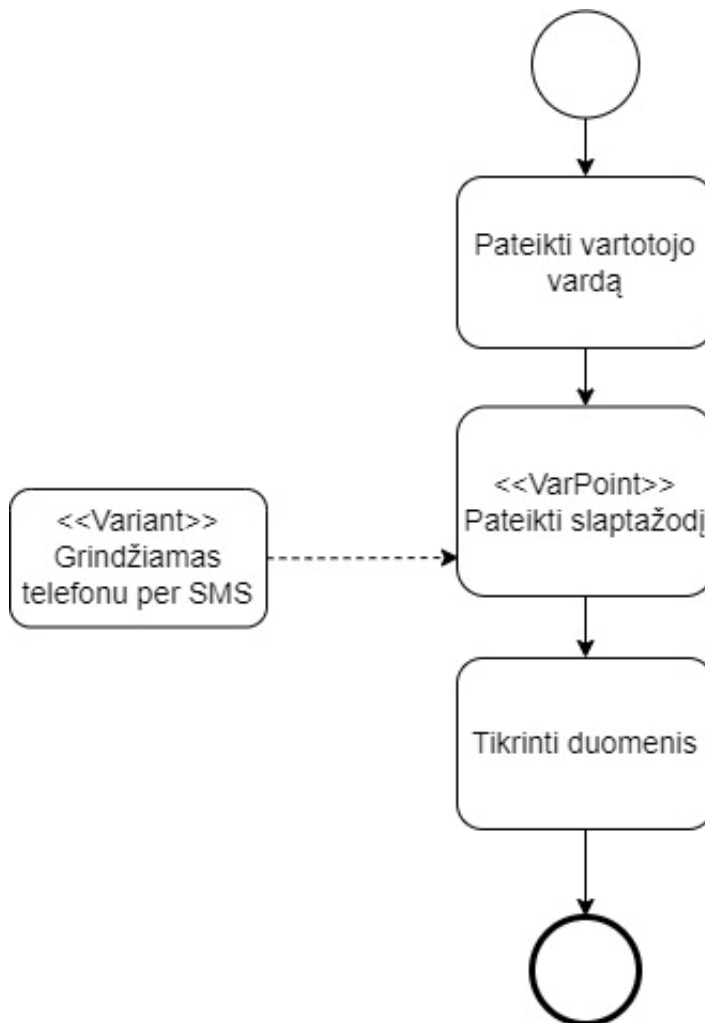 Pateikti vartotojo
vardą
<<VarPoint>>
Pateikti slaptažodį
<<Variant>>
Grindžiamas
telefonu per SMS
Tikrinti duomenis